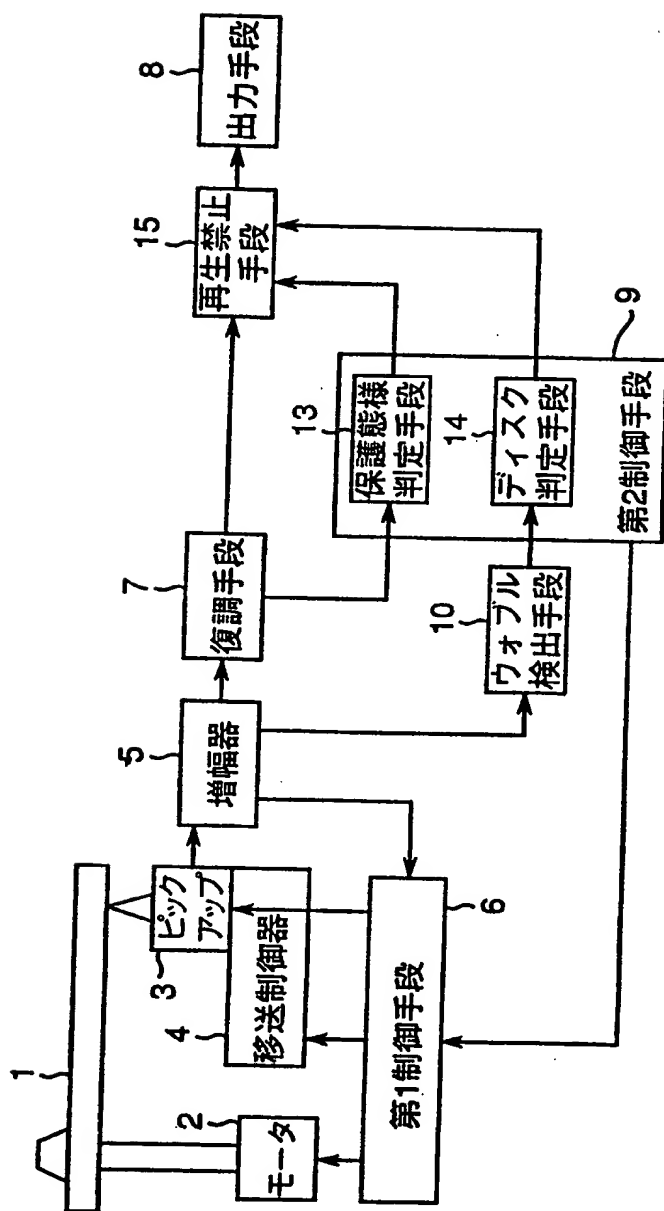 1
2
モータ
3
ピック
アップ
4
移送制御器
第1制御手段
6
5
増幅器
7
復調手段
10
ウォブル
検出手段
13
保護態様
判定手段
14
ディスク
判定手段
第2制御手段
9
15
再生禁止
手段
8
出力手段